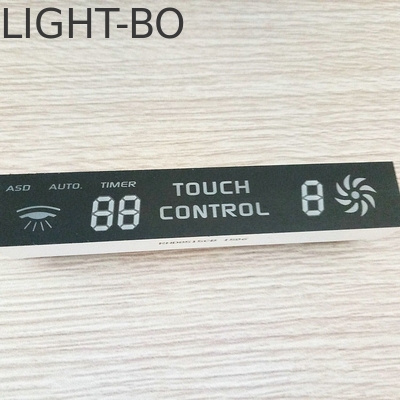 LIGHT-BO
ASD AUTO. TIMER
TOUCH
CONTROL
88
8